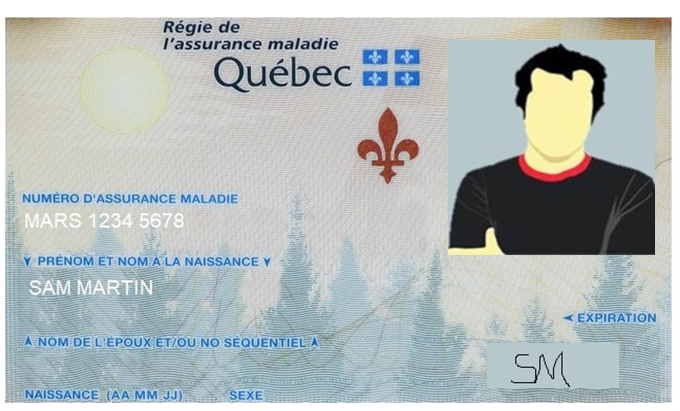 Régie de
l'assurance maladie
Québec
NUMÉRO D'ASSURANCE MALADIE
MARS 1234 5678
PRÉNOM ET NOM À LA NAISSANCE
SAM MARTIN
EXPIRATION
NOM DE L'ÉPOUX ET/OU NO SÉQUENTIEL
SM
NAISSANCE (AA MM JJ) SEXE